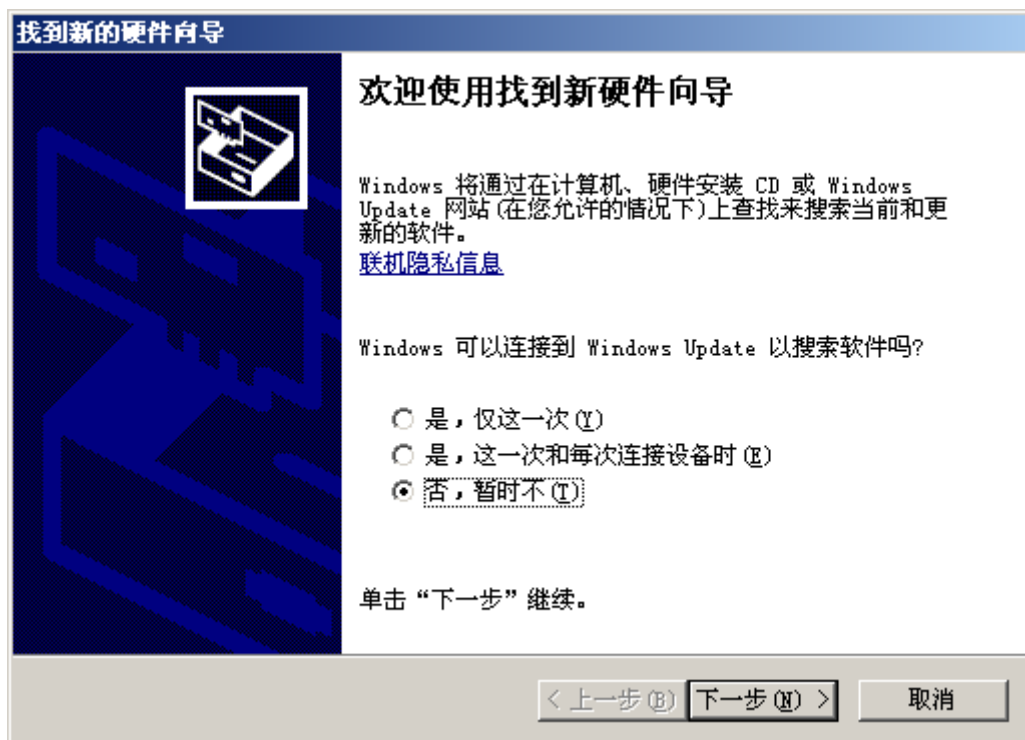 找到新的硬件向导
欢迎使用找到新硬件向导
Windows 将通过在计算机、硬件安装 CD 或 Windows
Update 网站(在您允许的情况下)上查找来搜索当前和更
新的软件。
联机隐私信息
Windows 可以连接到 Windows Update 以搜索软件吗?
是，仅这一次(Y)
是，这一次和每次连接设备时(E)
否，暂时不(T)
单击“下一步”继续。
< 上一步(B) 下一步(N) > 取消